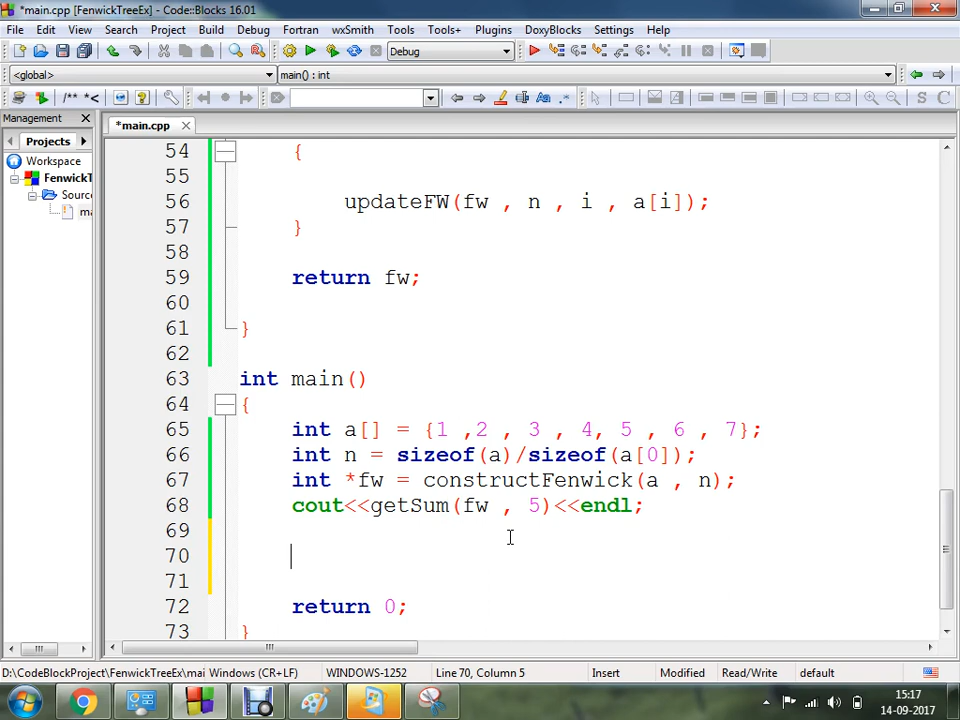 *main.cpp [FenwickTreeEx] - Code::Blocks 16.01
File Edit View Search Project Build Debug Fortran wxSmith Tools Tools+ Plugins DoxyBlocks Settings Help
Debug
<global> main() : int
/** *<
S C
Management
*main.cpp
Projects
Workspace
FenwickT
Sourc
ma
54 {
55
56 updateFW(fw , n , i , a[i]);
57 }
58
59 return fw;
60
61 }
62
63 int main()
64 {
65 int a[] = {1 ,2 , 3 , 4, 5 , 6 , 7};
66 int n = sizeof(a)/sizeof(a[0]);
67 int *fw = constructFenwick(a , n);
68 cout<<getSum(fw , 5)<<endl;
69
70
71
72 return 0;
73 }
D:\CodeBlockProject\FenwickTreeEx\mai Windows (CR+LF) WINDOWS-1252 Line 70, Column 5 Insert Modified Read/Write default
15:17
14-09-2017